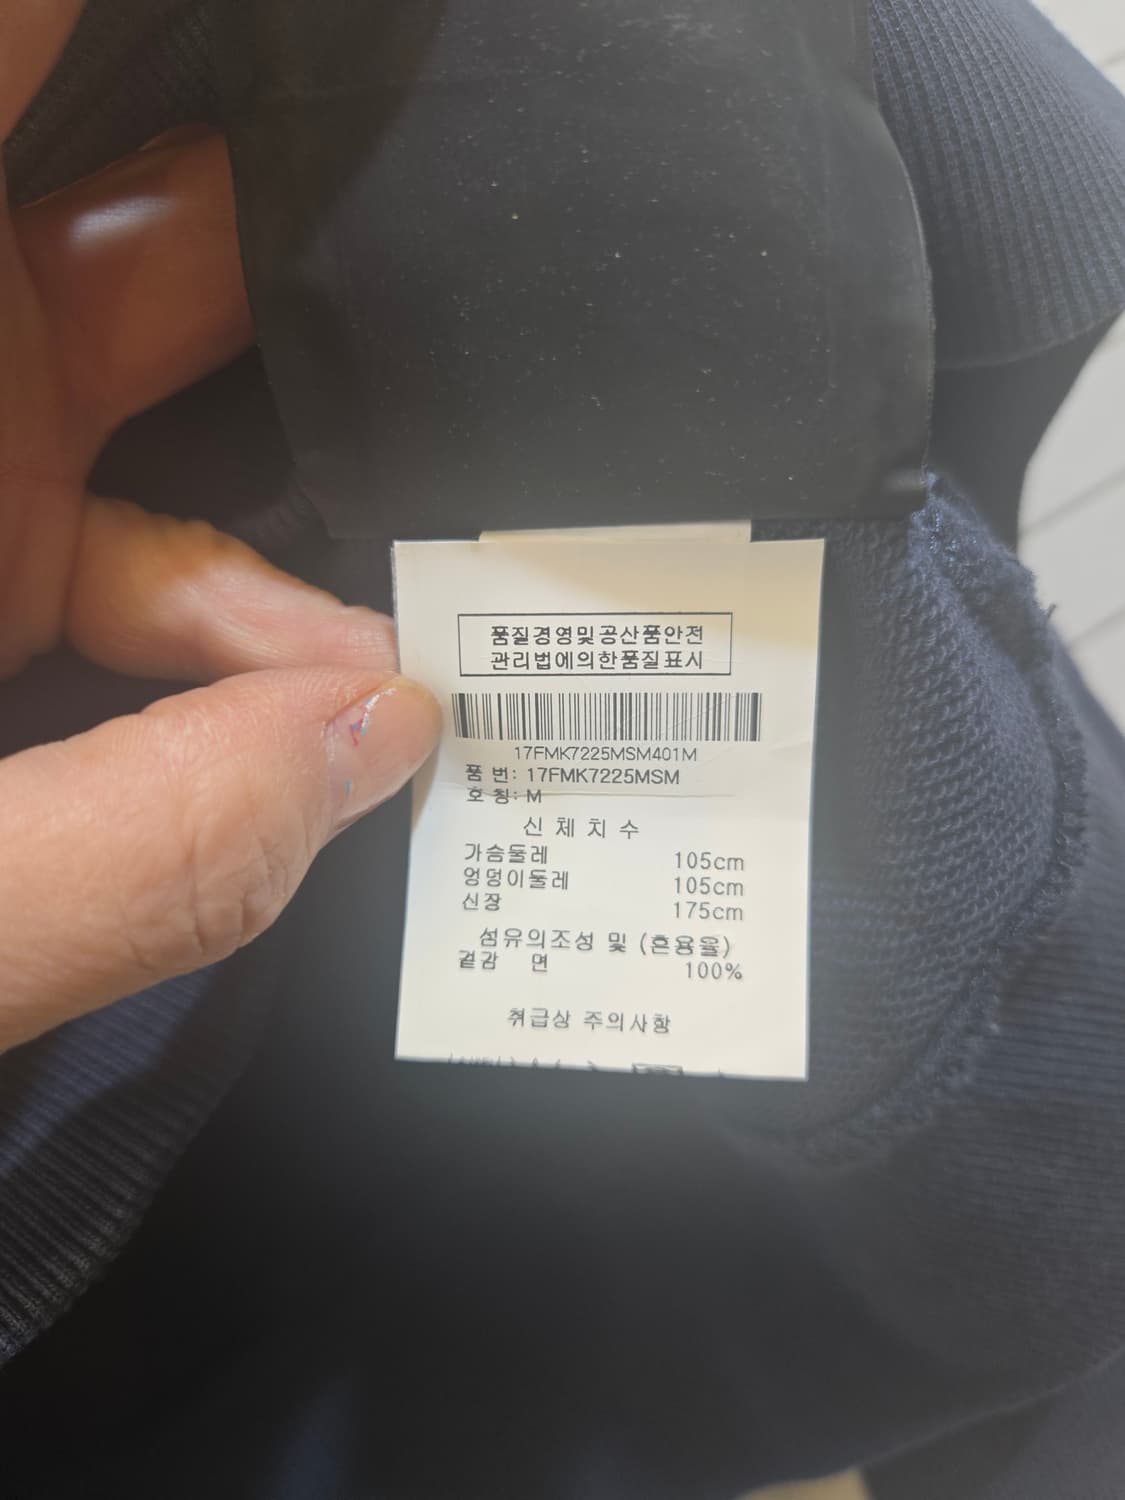 품질경영및공산품안전
관리법에의한품질표시
17FMK7225MSM401M
품 번: 17FMK7225MSM
호 칭: M
신 체 치 수
가슴둘레 105cm
엉덩이둘레 105cm
신장 175cm
섬유의조성 및 (혼용율)
겉감 면 100%
취급상 주의사항